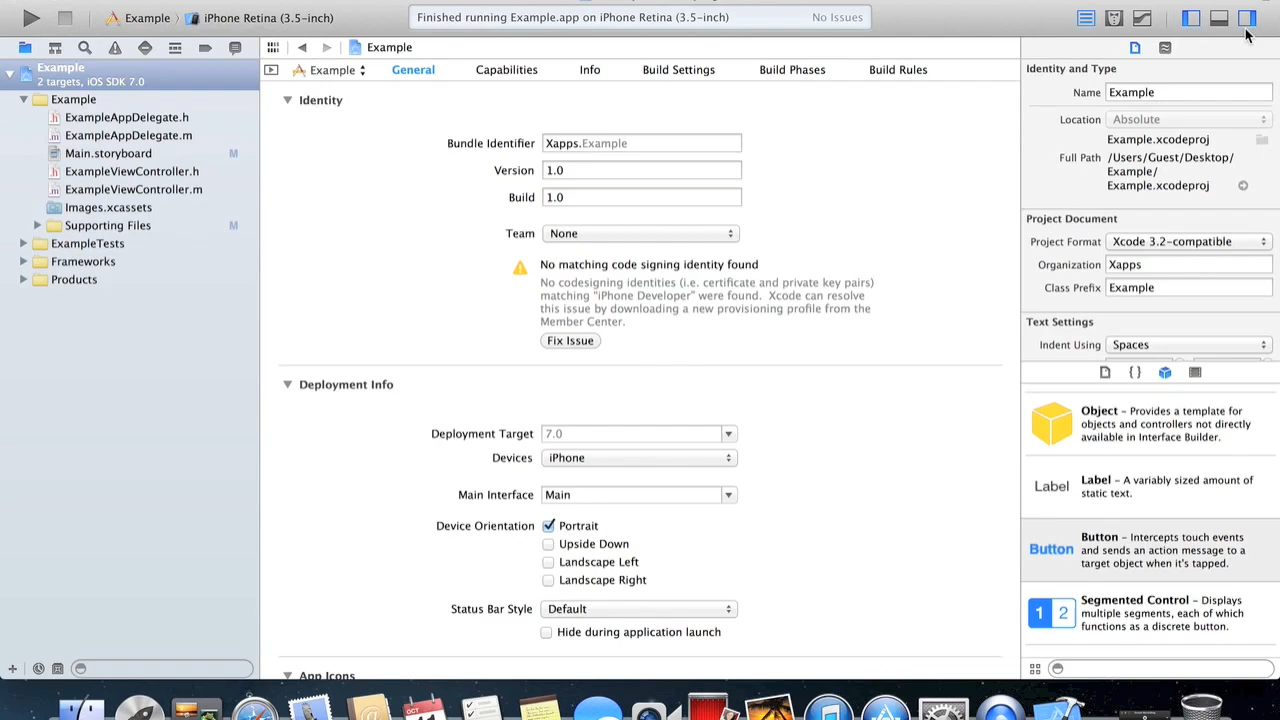 Example
iPhone Retina (3.5-inch)
Finished running Example.app on iPhone Retina (3.5-inch)
No Issues
Example
2 targets, iOS SDK 7.0
Example
ExampleAppDelegate.h
ExampleAppDelegate.m
Main.storyboard M
ExampleViewController.h
ExampleViewController.m
Images.xcassets
Supporting Files M
ExampleTests
Frameworks
Products
Example
Example
General
Capabilities
Info
Build Settings
Build Phases
Build Rules
Identity
Bundle Identifier Xapps.Example
Version 1.0
Build 1.0
Team None
No matching code signing identity found
No codesigning identities (i.e. certificate and private key pairs)
matching “iPhone Developer” were found. Xcode can resolve
this issue by downloading a new provisioning profile from the
Member Center.
Fix Issue
Deployment Info
Deployment Target 7.0
Devices iPhone
Main Interface Main
Device Orientation Portrait
Upside Down
Landscape Left
Landscape Right
Status Bar Style Default
Hide during application launch
App Icons
Identity and Type
Name Example
Location Absolute
Example.xcodeproj
Full Path /Users/Guest/Desktop/
Example/
Example.xcodeproj
Project Document
Project Format Xcode 3.2-compatible
Organization Xapps
Class Prefix Example
Text Settings
Indent Using Spaces
{ }
Object – Provides a template for
objects and controllers not directly
available in Interface Builder.
Label
Label – A variably sized amount of
static text.
Button
Button – Intercepts touch events
and sends an action message to a
target object when it's tapped.
1 2
Segmented Control – Displays
multiple segments, each of which
functions as a discrete button.
OCT